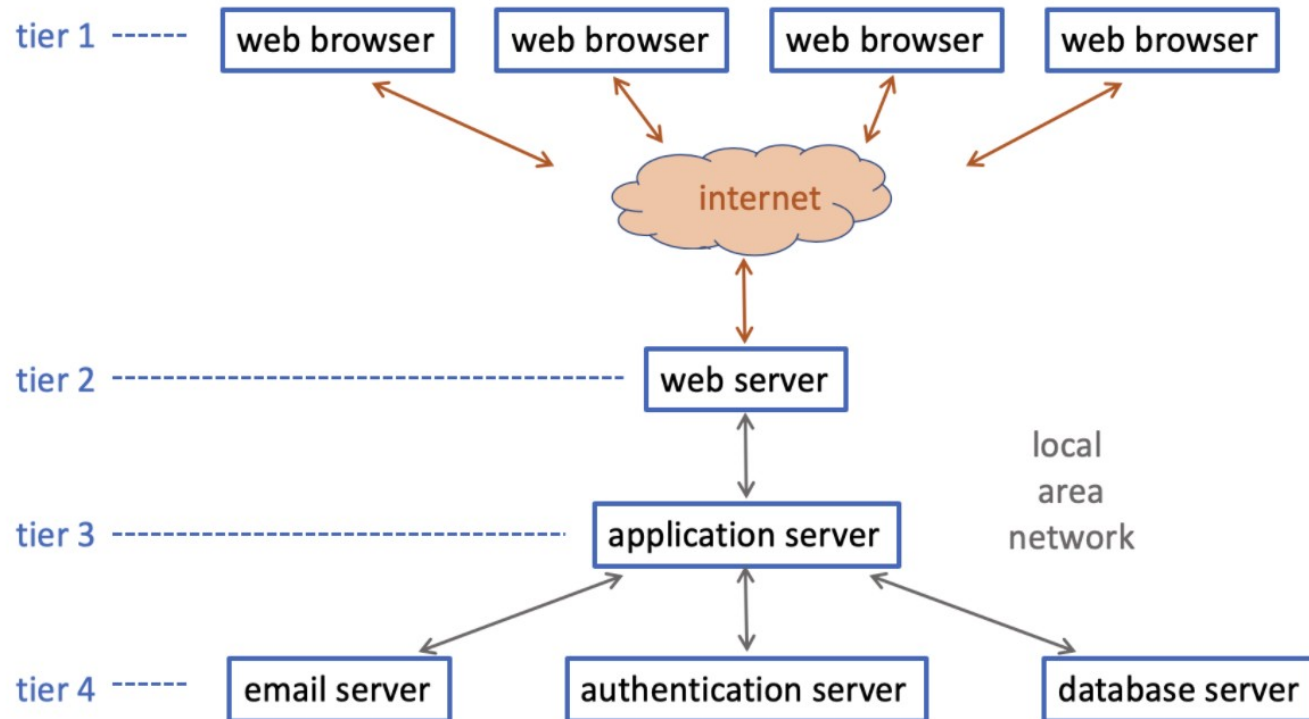 tier 1
web browser
web browser
web browser
web browser
internet
tier 2
web server
local
area
network
tier 3
application server
tier 4
email server
authentication server
database server